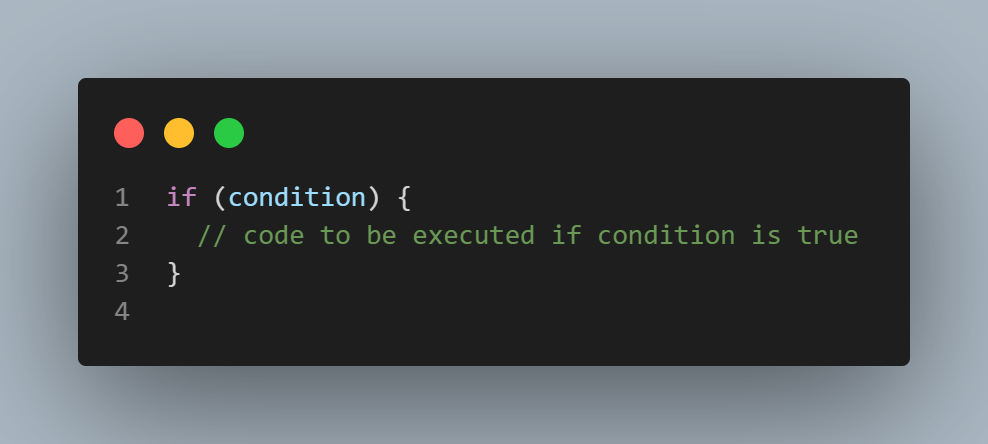 1 if (condition) {
2   // code to be executed if condition is true
3 }
4